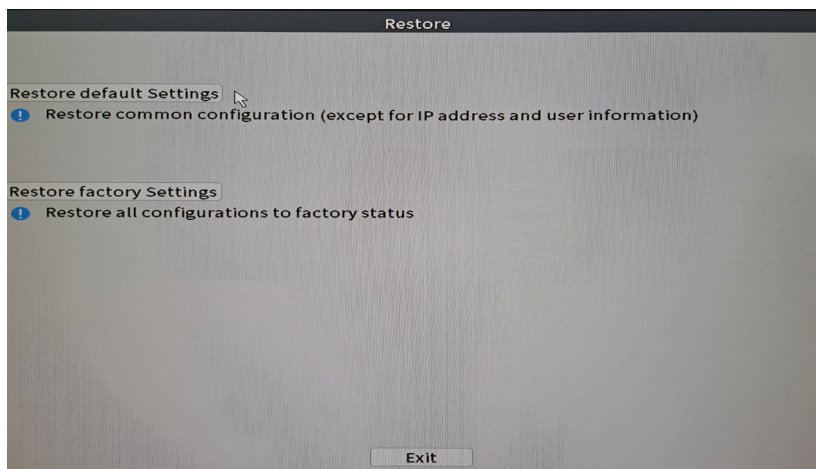 Restore
Restore default Settings
Restore common configuration (except for IP address and user information)
Restore factory Settings
Restore all configurations to factory status
Exit